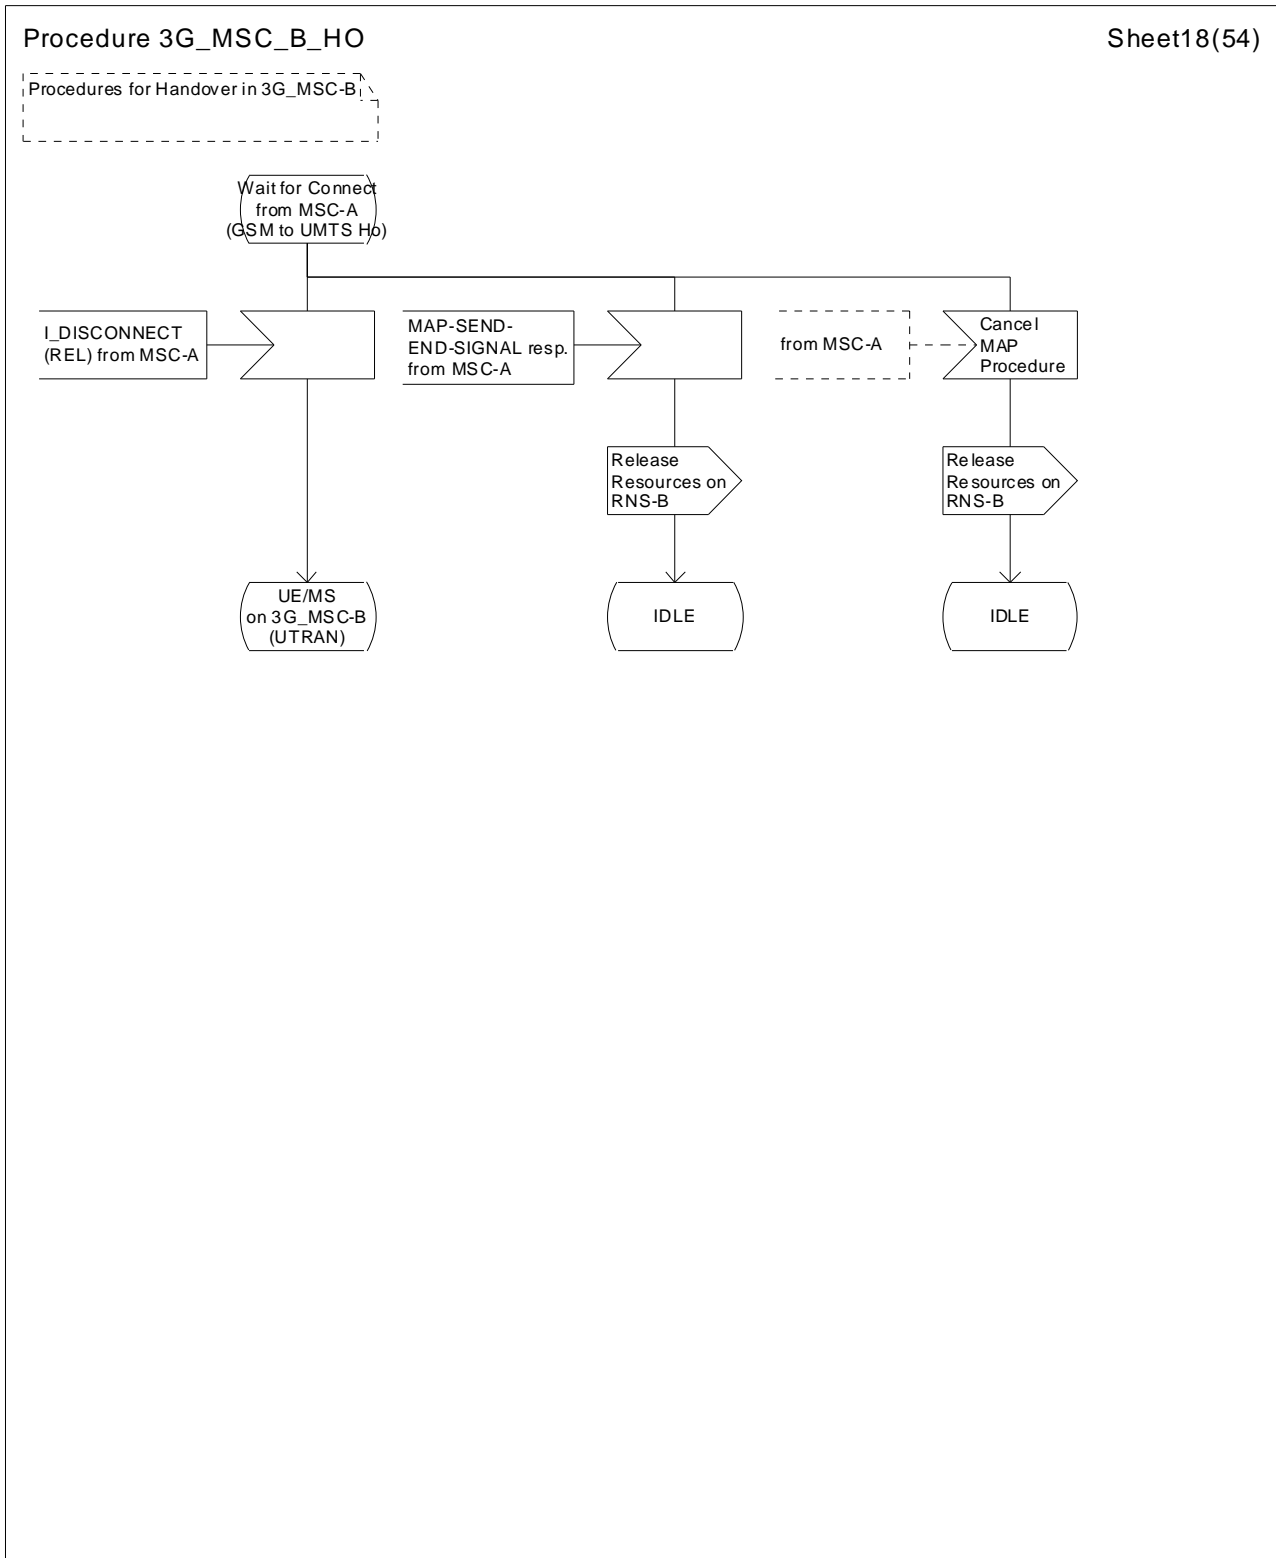 Procedure 3G_MSC_B_HO
Sheet18(54)
Procedures for Handover in 3G_MSC-B
Wait for Connect
from MSC-A
(GSM to UMTS Ho)
I_DISCONNECT
(REL) from MSC-A
MAP-SEND-
END-SIGNAL resp.
from MSC-A
from MSC-A
Cancel
MAP
Procedure
Release
Resources on
RNS-B
Release
Resources on
RNS-B
UE/MS
on 3G_MSC-B
(UTRAN)
IDLE
IDLE